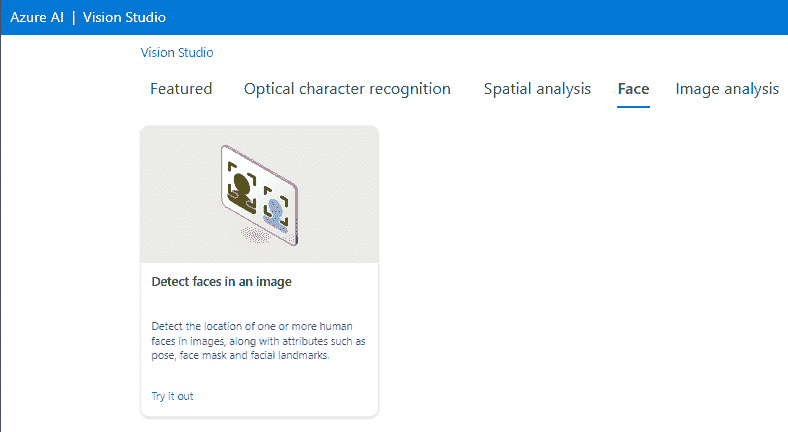 Azure AI | Vision Studio
Vision Studio
Featured Optical character recognition Spatial analysis Face Image analysis
Detect faces in an image
Detect the location of one or more human
faces in images, along with attributes such as
pose, face mask and facial landmarks.
Try it out